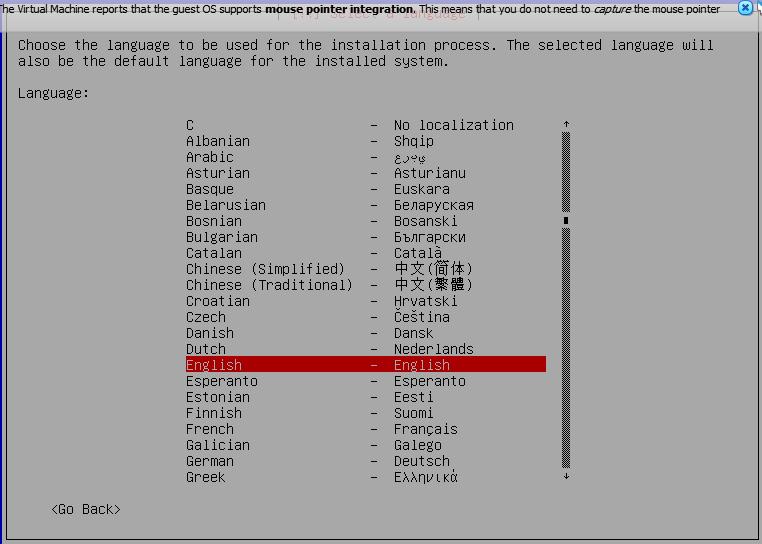 The Virtual Machine reports that the guest OS supports mouse pointer integration. This means that you do not need to capture the mouse pointer
[!!] Select a language
Choose the language to be used for the installation process. The selected language will
also be the default language for the installed system.
Language:
C - No localization ↑
Albanian - Shqip
Arabic - عربي
Asturian - Asturianu
Basque - Euskara
Belarusian - Беларуская
Bosnian - Bosanski
Bulgarian - Български
Catalan - Català
Chinese (Simplified) - 中文(简体)
Chinese (Traditional) - 中文(繁體)
Croatian - Hrvatski
Czech - Čeština
Danish - Dansk
Dutch - Nederlands
English - English
Esperanto - Esperanto
Estonian - Eesti
Finnish - Suomi
French - Français
Galician - Galego
German - Deutsch
Greek - Ελληνικά ↓
<Go Back>